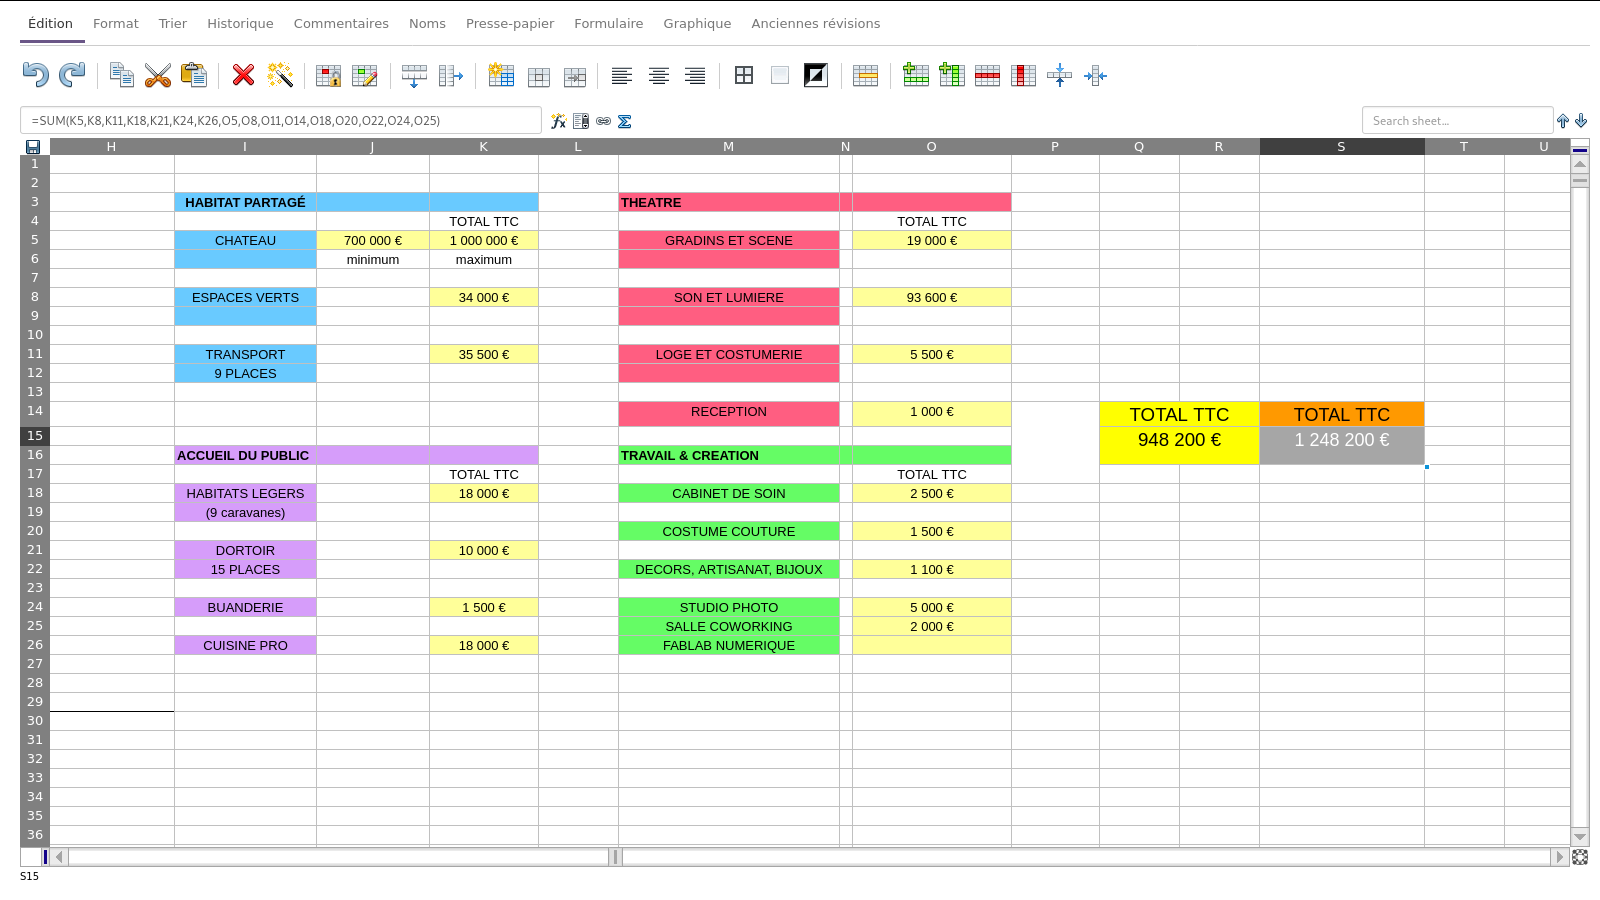 Édition Format Trier Historique Commentaires Noms Presse-papier Formulaire Graphique Anciennes révisions
=SUM(K5,K8,K11,K18,K21,K24,K26,O5,O8,O11,O14,O18,O20,O22,O24,O25) Search sheet...
H I J K L M N O P Q R S T U
1
2
3 HABITAT PARTAGÉ THEATRE
4 TOTAL TTC TOTAL TTC
5 CHATEAU 700 000 € 1 000 000 € GRADINS ET SCENE 19 000 €
6 minimum maximum
7
8 ESPACES VERTS 34 000 € SON ET LUMIERE 93 600 €
9
10
11 TRANSPORT 35 500 € LOGE ET COSTUMERIE 5 500 €
12 9 PLACES
13
14 RECEPTION 1 000 € TOTAL TTC TOTAL TTC
15 948 200 € 1 248 200 €
16 ACCUEIL DU PUBLIC TRAVAIL & CREATION
17 TOTAL TTC TOTAL TTC
18 HABITATS LEGERS 18 000 € CABINET DE SOIN 2 500 €
19 (9 caravanes)
20 COSTUME COUTURE 1 500 €
21 DORTOIR 10 000 €
22 15 PLACES DECORS, ARTISANAT, BIJOUX 1 100 €
23
24 BUANDERIE 1 500 € STUDIO PHOTO 5 000 €
25 SALLE COWORKING 2 000 €
26 CUISINE PRO 18 000 € FABLAB NUMERIQUE
27
28
29
30
31
32
33
34
35
36
S15